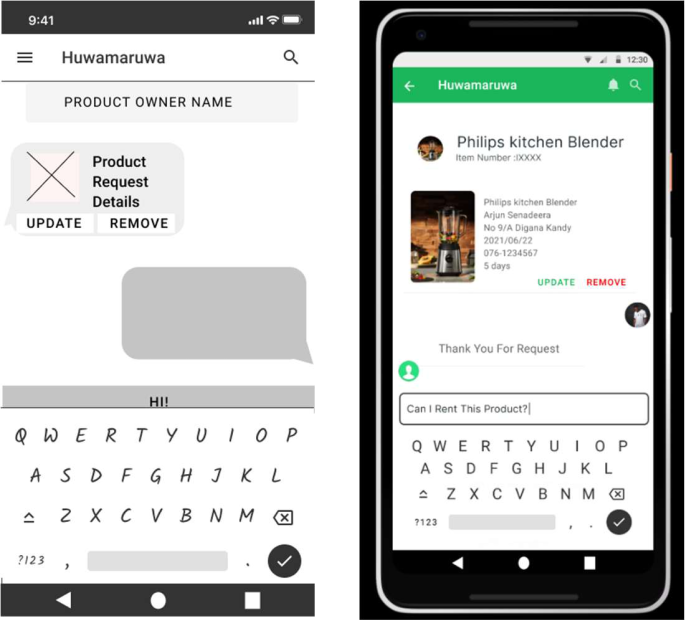 9:41
Huwamaruwa
PRODUCT OWNER NAME
Product
Request
Details
UPDATE REMOVE
HI!
Q W E R T Y U I O P
A S D F G H J K L
Z X C V B N M
?123 , .
12:30
Huwamaruwa
Philips kitchen Blender
Item Number :IXXXX
Philips kitchen Blender
Arjun Senadeera
No 9/A Digana Kandy
2021/06/22
076-1234567
5 days
UPDATE REMOVE
Thank You For Request
Can I Rent This Product?
Q W E R T Y U I O P
A S D F G H J K L
Z X C V B N M
?123 , .